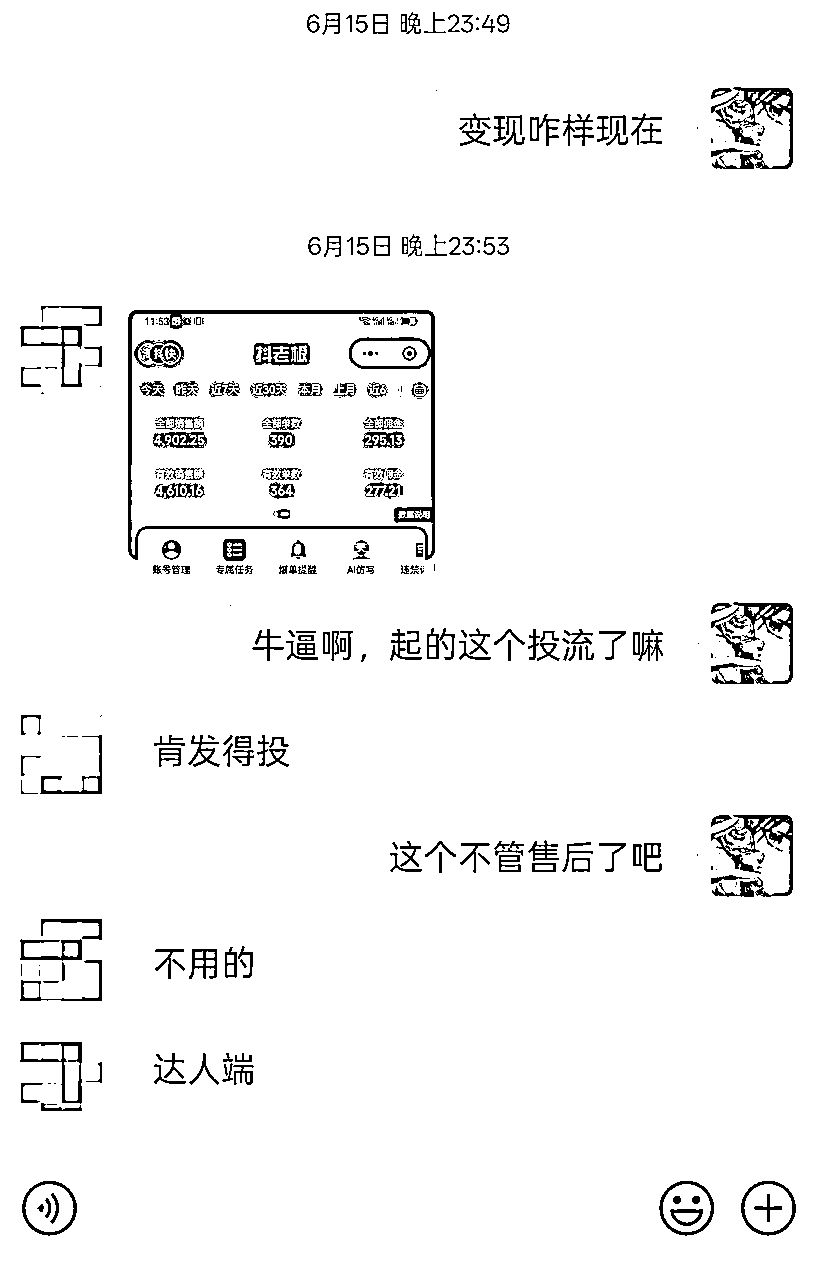 6月15日 晚上23:49
变现咋样现在
6月15日 晚上23:53
11:53
抖老板
今天 昨天 近7天 近30天 本月 上月 近6
全部销售额 全部单数 全部佣金
4,902.25 390 295.13
有效销售额 有效单数 有效佣金
4,610.16 364 277.21
数据说明
账号管理 专属任务 爆单提醒 AI仿写
牛逼啊，起的这个投流了嘛
肯发得投
这个不管售后了吧
不用的
达人端